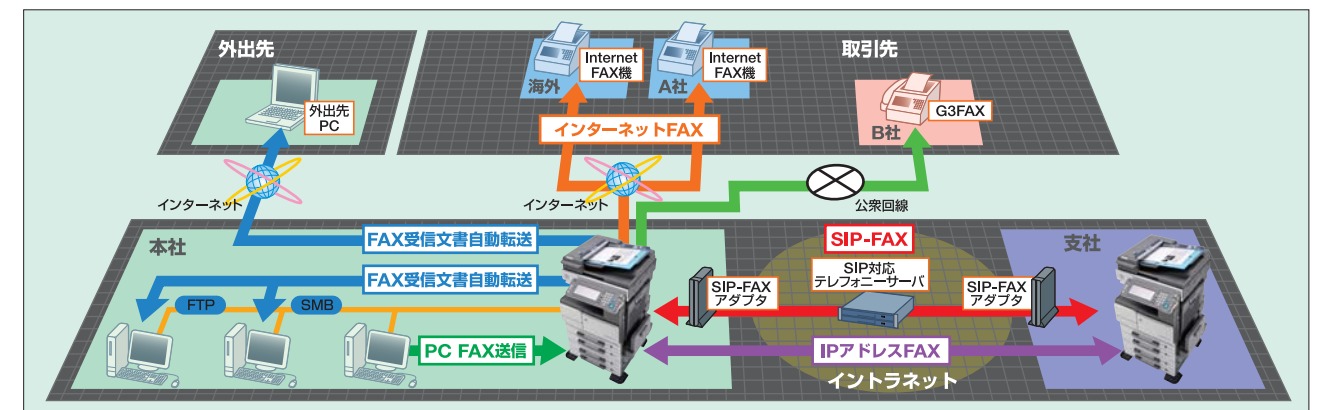 外出先
外出先
PC
インターネット
取引先
Internet
FAX機
海外
Internet
FAX機
A社
G3FAX
B社
インターネットFAX
インターネット
公衆回線
本社
FAX受信文書自動転送
FAX受信文書自動転送
FTP
SMB
PC FAX送信
SIP-FAX
SIP対応
テレフォニーサーバ
SIP-FAX
アダプタ
SIP-FAX
アダプタ
支社
IPアドレスFAX
イントラネット